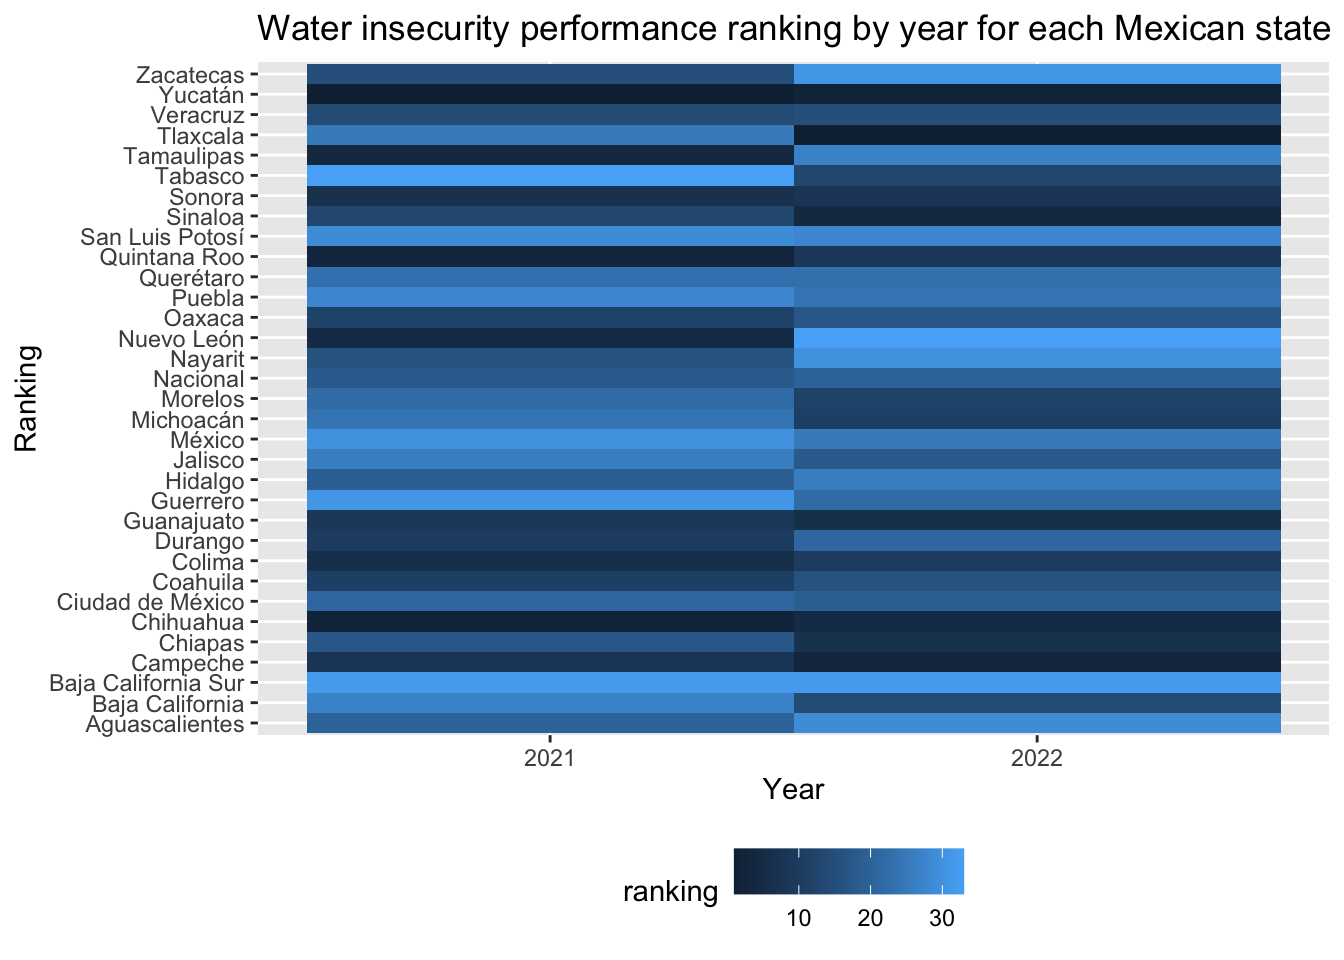 Water insecurity performance ranking by year for each Mexican state
Zacatecas
Yucatán
Veracruz
Tlaxcala
Tamaulipas
Tabasco
Sonora
Sinaloa
San Luis Potosí
Quintana Roo
Querétaro
Puebla
Oaxaca
Nuevo León
Nayarit
Nacional
Morelos
Michoacán
México
Jalisco
Hidalgo
Guerrero
Guanajuato
Durango
Colima
Coahuila
Ciudad de México
Chihuahua
Chiapas
Campeche
Baja California Sur
Baja California
Aguascalientes
Ranking
2021 2022
Year
ranking
10 20 30